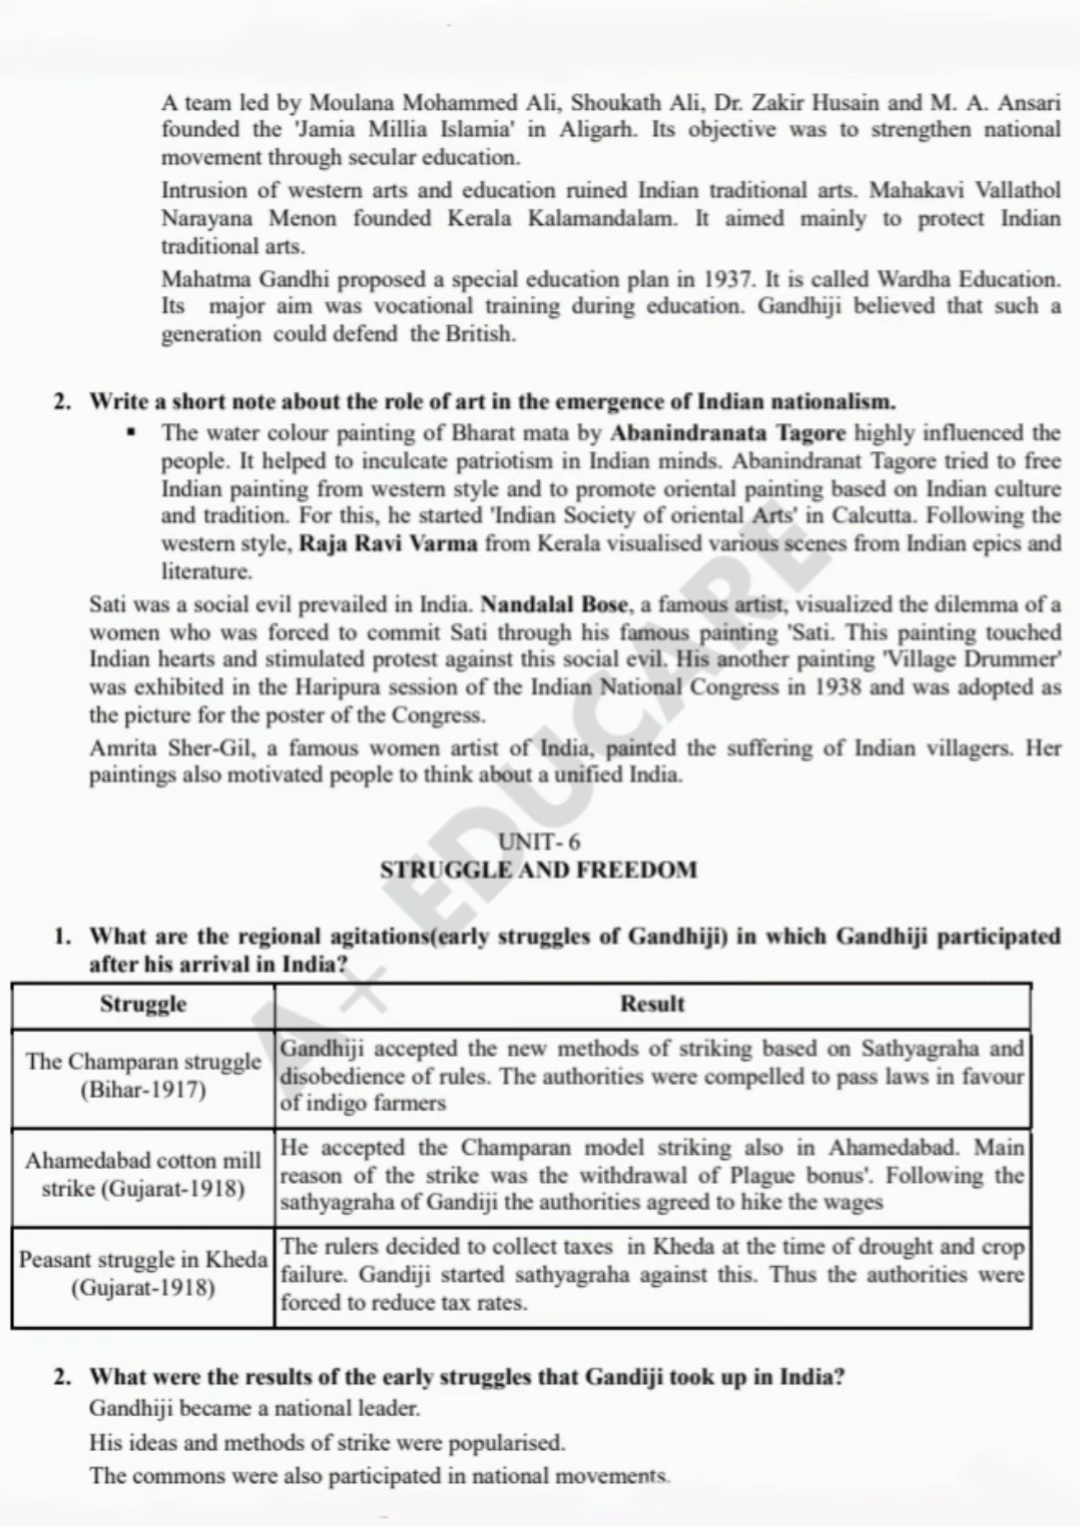 A team led by Moulana Mohammed Ali, Shoukath Ali, Dr. Zakir Husain and M. A. Ansari
founded the 'Jamia Millia Islamia' in Aligarh. Its objective was to strengthen national
movement through secular education.
Intrusion of western arts and education ruined Indian traditional arts. Mahakavi Vallathol
Narayana Menon founded Kerala Kalamandalam. It aimed mainly to protect Indian
traditional arts.
Mahatma Gandhi proposed a special education plan in 1937. It is called Wardha Education.
Its major aim was vocational training during education. Gandhiji believed that such a
generation could defend the British.
2. Write a short note about the role of art in the emergence of Indian nationalism.
▪ The water colour painting of Bharat mata by Abanindranata Tagore highly influenced the
people. It helped to inculcate patriotism in Indian minds. Abanindranat Tagore tried to free
Indian painting from western style and to promote oriental painting based on Indian culture
and tradition. For this, he started 'Indian Society of oriental Arts' in Calcutta. Following the
western style, Raja Ravi Varma from Kerala visualised various scenes from Indian epics and
literature.
Sati was a social evil prevailed in India. Nandalal Bose, a famous artist, visualized the dilemma of a
women who was forced to commit Sati through his famous painting 'Sati. This painting touched
Indian hearts and stimulated protest against this social evil. His another painting 'Village Drummer'
was exhibited in the Haripura session of the Indian National Congress in 1938 and was adopted as
the picture for the poster of the Congress.
Amrita Sher-Gil, a famous women artist of India, painted the suffering of Indian villagers. Her
paintings also motivated people to think about a unified India.
A+ EDUCARE
UNIT- 6
STRUGGLE AND FREEDOM
1. What are the regional agitations(early struggles of Gandhiji) in which Gandhiji participated
after his arrival in India?
Struggle
Result
The Champaran struggle
(Bihar-1917)
Gandhiji accepted the new methods of striking based on Sathyagraha and
disobedience of rules. The authorities were compelled to pass laws in favour
of indigo farmers
Ahamedabad cotton mill
strike (Gujarat-1918)
He accepted the Champaran model striking also in Ahamedabad. Main
reason of the strike was the withdrawal of Plague bonus'. Following the
sathyagraha of Gandiji the authorities agreed to hike the wages
Peasant struggle in Kheda
(Gujarat-1918)
The rulers decided to collect taxes in Kheda at the time of drought and crop
failure. Gandiji started sathyagraha against this. Thus the authorities were
forced to reduce tax rates.
2. What were the results of the early struggles that Gandiji took up in India?
Gandhiji became a national leader.
His ideas and methods of strike were popularised.
The commons were also participated in national movements.